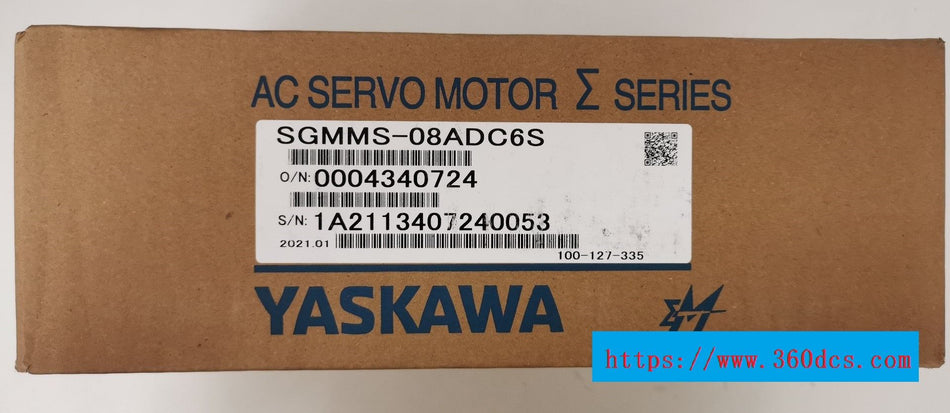 AC SERVO MOTOR Σ SERIES
SGMMS-08ADC6S
O/N: 0004340724
S/N: 1A2113407240053
2021.01
100-127-335
YASKAWA
https://www.360dcs.com